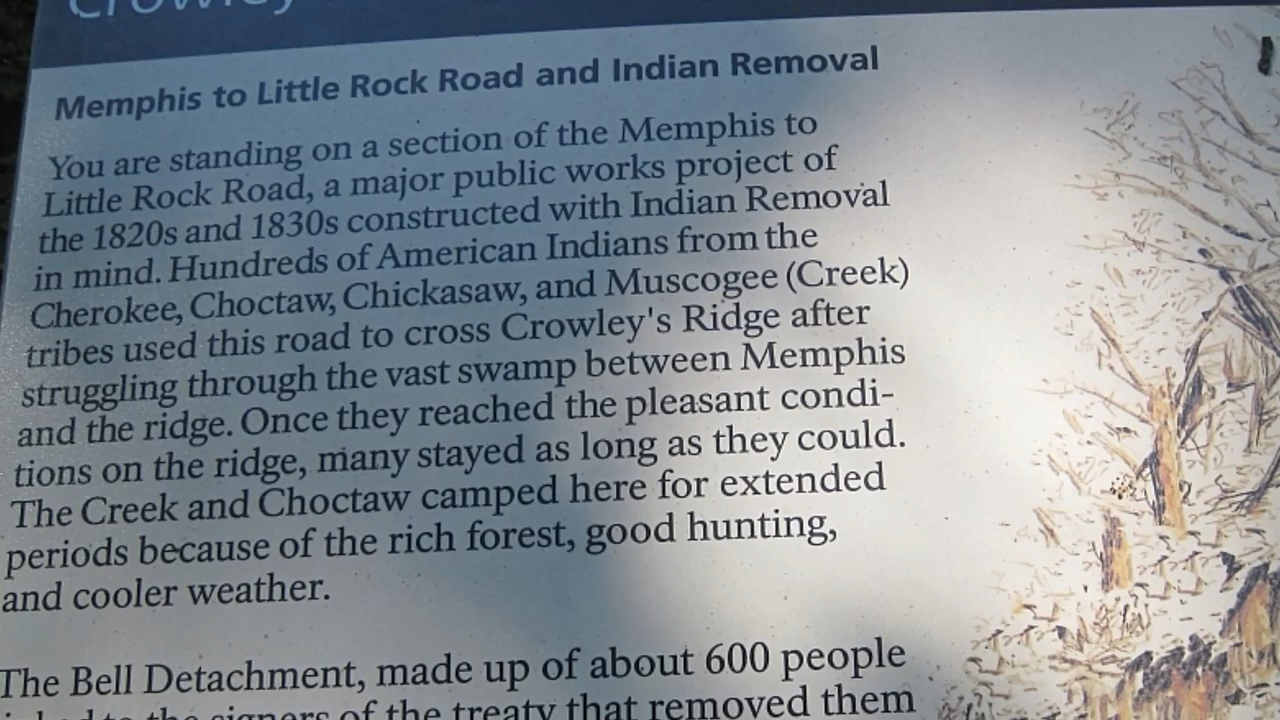 Crowley
Memphis to Little Rock Road and Indian Removal
You are standing on a section of the Memphis to
Little Rock Road, a major public works project of
the 1820s and 1830s constructed with Indian Removal
in mind. Hundreds of American Indians from the
Cherokee, Choctaw, Chickasaw, and Muscogee (Creek)
tribes used this road to cross Crowley's Ridge after
struggling through the vast swamp between Memphis
and the ridge. Once they reached the pleasant condi-
tions on the ridge, many stayed as long as they could.
The Creek and Choctaw camped here for extended
periods because of the rich forest, good hunting,
and cooler weather.
The Bell Detachment, made up of about 600 people
to the signers of the treaty that removed them